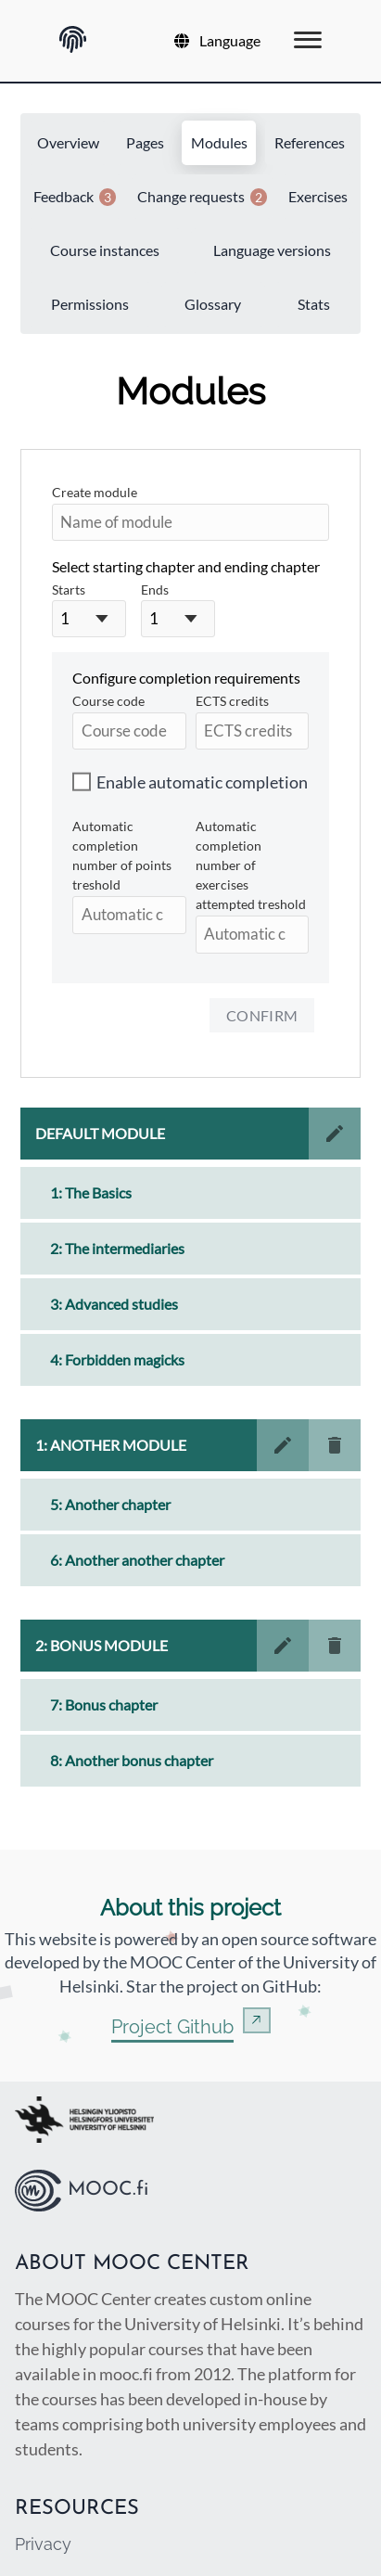 Language
Overview Pages Modules References
Feedback 3 Change requests 2 Exercises
Course instances Language versions
Permissions Glossary Stats
Modules
Create module
Name of module
Select starting chapter and ending chapter
Starts Ends
1 1
Configure completion requirements
Course code ECTS credits
Course code ECTS credits
Enable automatic completion
Automatic
completion
number of points
treshold
Automatic c
Automatic
completion
number of
exercises
attempted treshold
Automatic c
CONFIRM
DEFAULT MODULE
1: The Basics
2: The intermediaries
3: Advanced studies
4: Forbidden magicks
1: ANOTHER MODULE
5: Another chapter
6: Another another chapter
2: BONUS MODULE
7: Bonus chapter
8: Another bonus chapter
About this project
This website is powered by an open source software
developed by the MOOC Center of the University of
Helsinki. Star the project on GitHub:
Project Github
HELSINGIN YLIOPISTO
HELSINGFORS UNIVERSITET
UNIVERSITY OF HELSINKI
MOOC.fi
ABOUT MOOC CENTER
The MOOC Center creates custom online
courses for the University of Helsinki. It’s behind
the highly popular courses that have been
available in mooc.fi from 2012. The platform for
the courses has been developed in-house by
teams comprising both university employees and
students.
RESOURCES
Privacy